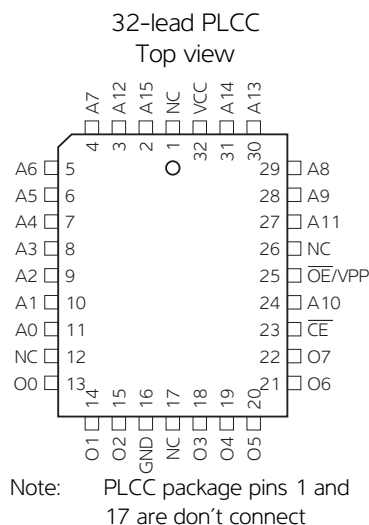 32-lead PLCC
Top view
A7 A12 A15 NC VCC A14 A13
4 3 2 1 32 31 30
A6 5 29 A8
A5 6 28 A9
A4 7 27 A11
A3 8 26 NC
A2 9 25 O̅E̅/VPP
A1 10 24 A10
A0 11 23 C̅E̅
NC 12 22 O7
O0 13 21 O6
14 15 16 17 18 19 20
O1 O2 GND NC O3 O4 O5
Note: PLCC package pins 1 and
17 are don’t connect